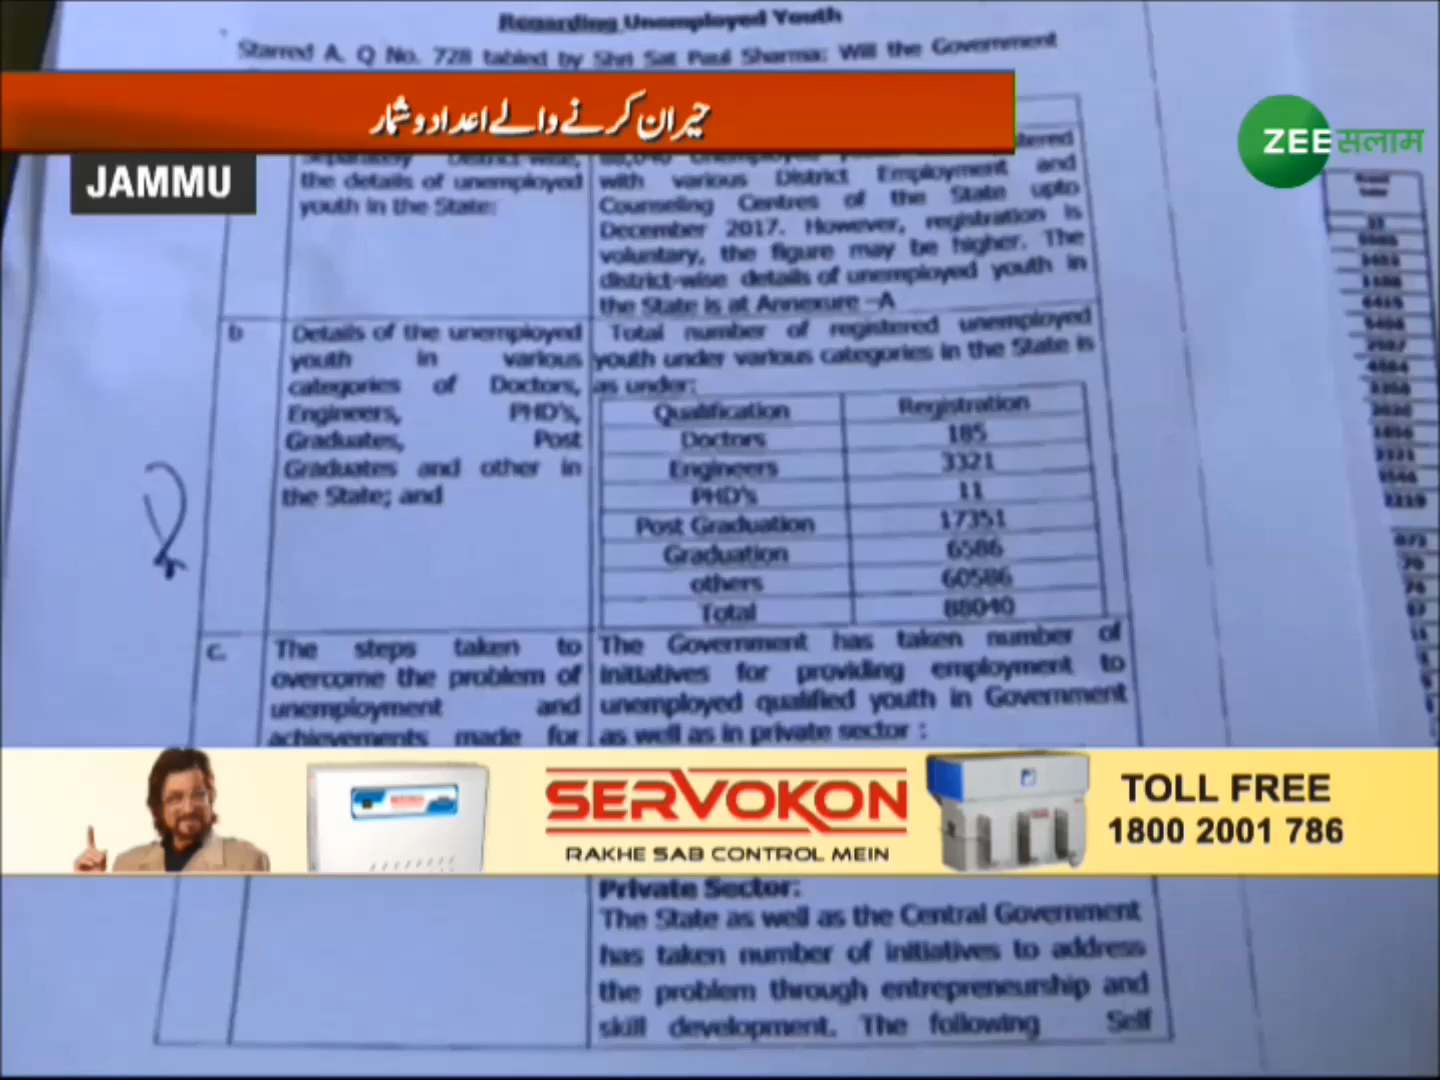 Regarding Unemployed Youth
Starred A. Q No. 728 tabled by Shri Sat Paul Sharma: Will the Government
حیران کرنے والے اعداد و شمار
ZEE सलाम
JAMMU
Separately District-wise,
the details of unemployed
youth in the State:
88,040 Unemployed
with various District Employment and
Counseling Centres of the State upto
December 2017. However, registration is
voluntary, the figure may be higher. The
district-wise details of unemployed youth in
the State is at Annexure -A
b
Details of the unemployed
youth in various
categories of Doctors,
Engineers, PHD's,
Graduates, Post
Graduates and other in
the State; and
Total number of registered unemployed
youth under various categories in the State is
as under:
Qualification Registration
Doctors 185
Engineers 3321
PHD's 11
Post Graduation 17351
Graduation 6586
others 60586
Total 88040
c.
The steps taken to
overcome the problem of
unemployment and
achievements made for
The Government has taken number of
initiatives for providing employment to
unemployed qualified youth in Government
as well as in private sector :
SERVOKON
RAKHE SAB CONTROL MEIN
TOLL FREE
1800 2001 786
Private Sector:
The State as well as the Central Government
has taken number of initiatives to address
the problem through entrepreneurship and
skill development. The following Self